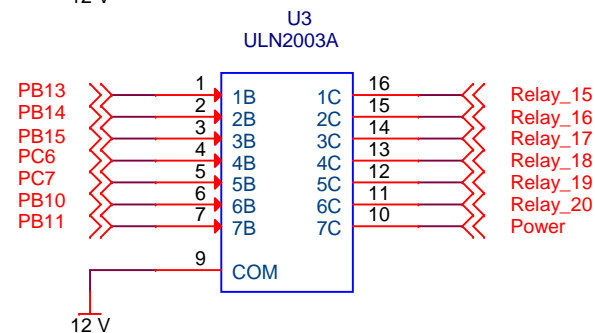 12 V
U3
ULN2003A
PB13 1 1B 1C 16 Relay_15
PB14 2 2B 2C 15 Relay_16
PB15 3 3B 3C 14 Relay_17
PC6 4 4B 4C 13 Relay_18
PC7 5 5B 5C 12 Relay_19
PB10 6 6B 6C 11 Relay_20
PB11 7 7B 7C 10 Power
9 COM
12 V